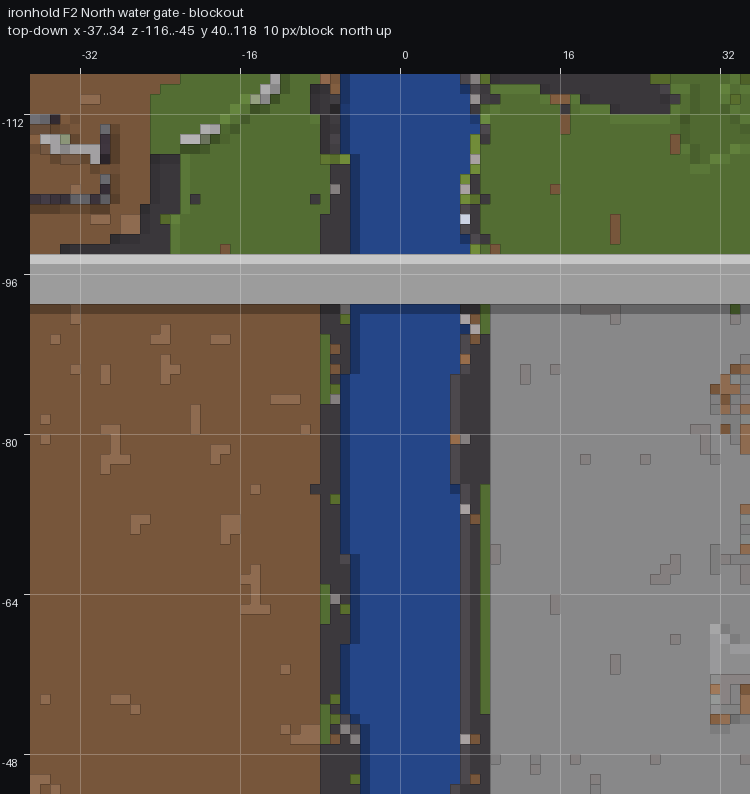 ironhold F2 North water gate - blockout
top-down x -37..34 z -116..-45 y 40..118 10 px/block north up
-32 -16 0 16 32
-112
-96
-80
-64
-48